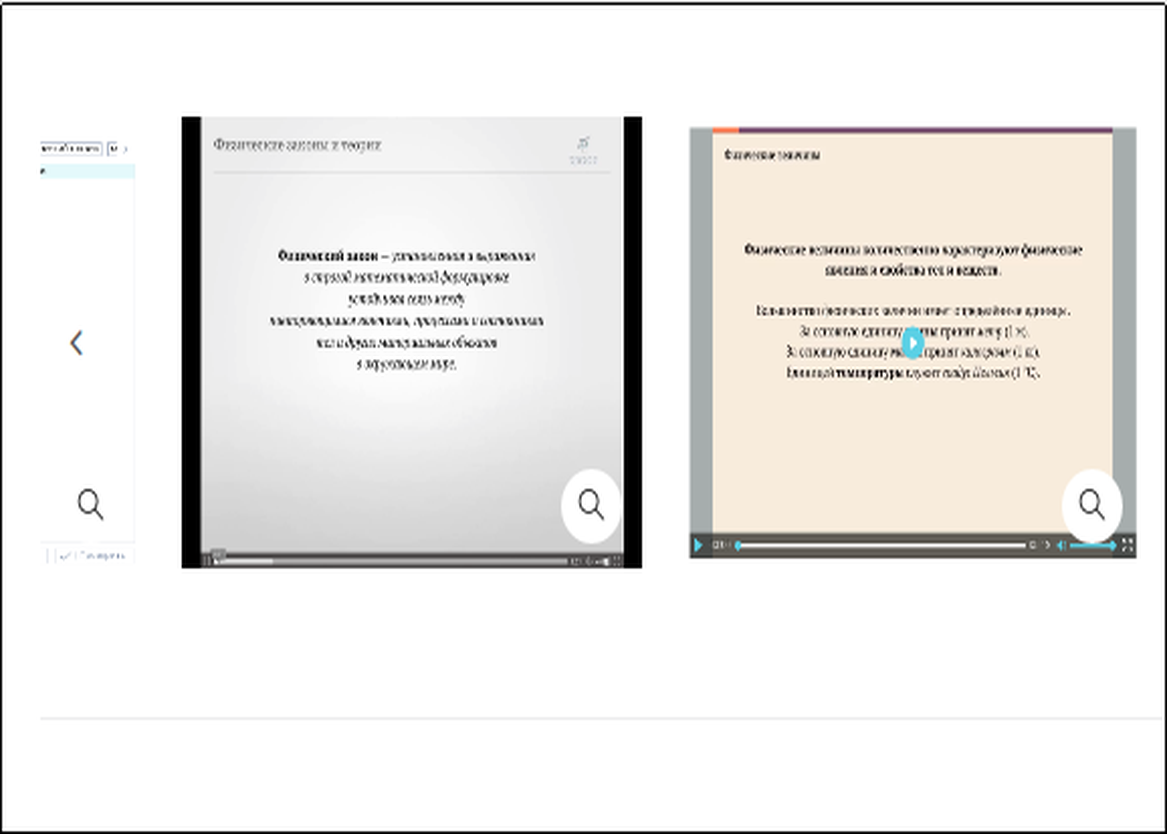 Физические законы и теории
Физический закон – установленная и выраженная
в строгой математической формулировке
устойчивая связь между
повторяющимися явлениями, процессами и состояниями
тел и других материальных объектов
в окружающем мире.
Физические величины
Физические величины количественно характеризуют физические
явления и свойства тел и веществ.
Большинство физических величин имеет определённые единицы.
За основную единицу принят метр (1 м).
За основную единицу принят килограмм (1 кг).
Единицей температуры служит градус Цельсия (1 °C).